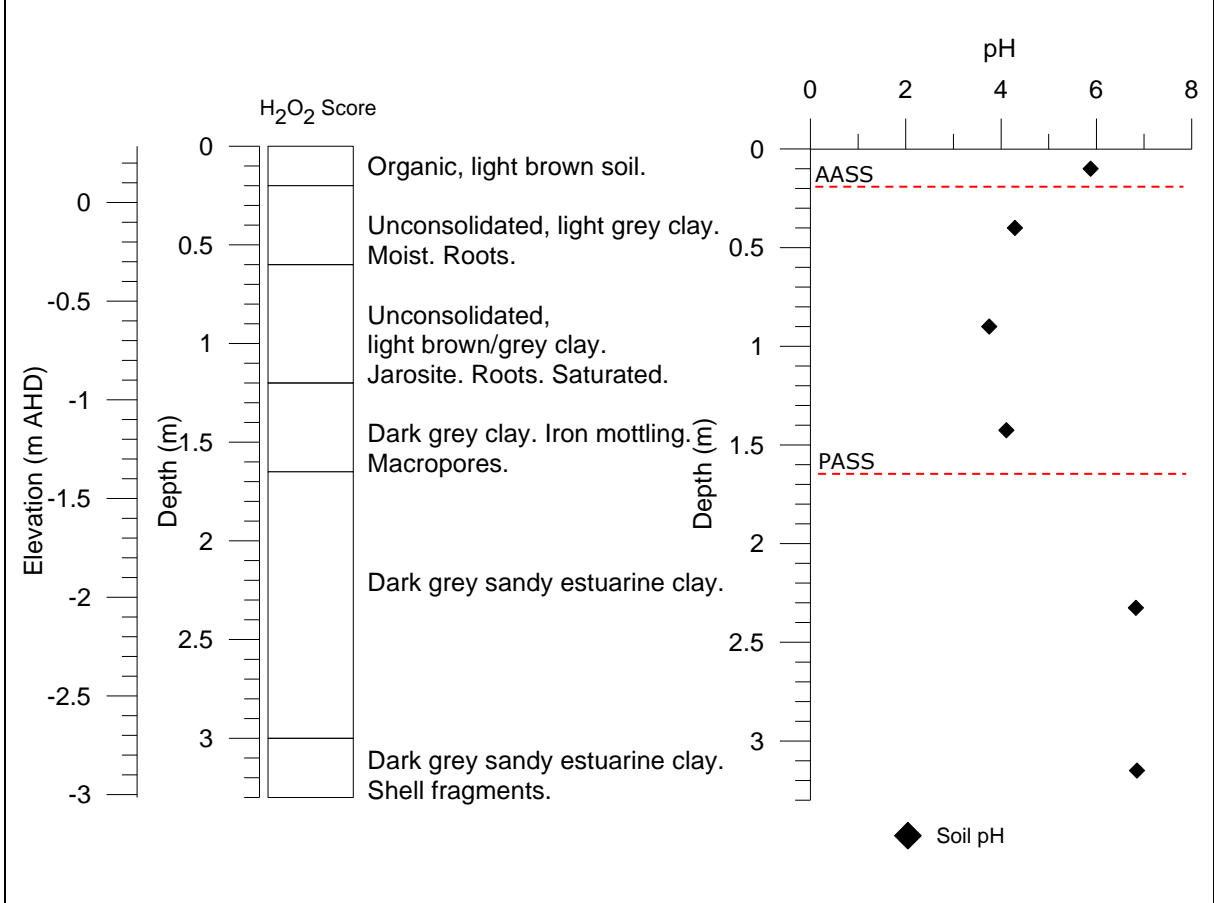 H2O2 Score
Elevation (m AHD)
0
-0.5
-1
-1.5
-2
-2.5
-3
Depth (m)
0
0.5
1
1.5
2
2.5
3
Organic, light brown soil.
Unconsolidated, light grey clay.
Moist. Roots.
Unconsolidated,
light brown/grey clay.
Jarosite. Roots. Saturated.
Dark grey clay. Iron mottling.
Macropores.
Dark grey sandy estuarine clay.
Dark grey sandy estuarine clay.
Shell fragments.
pH
0 2 4 6 8
Depth (m)
0
0.5
1
1.5
2
2.5
3
AASS
PASS
Soil pH